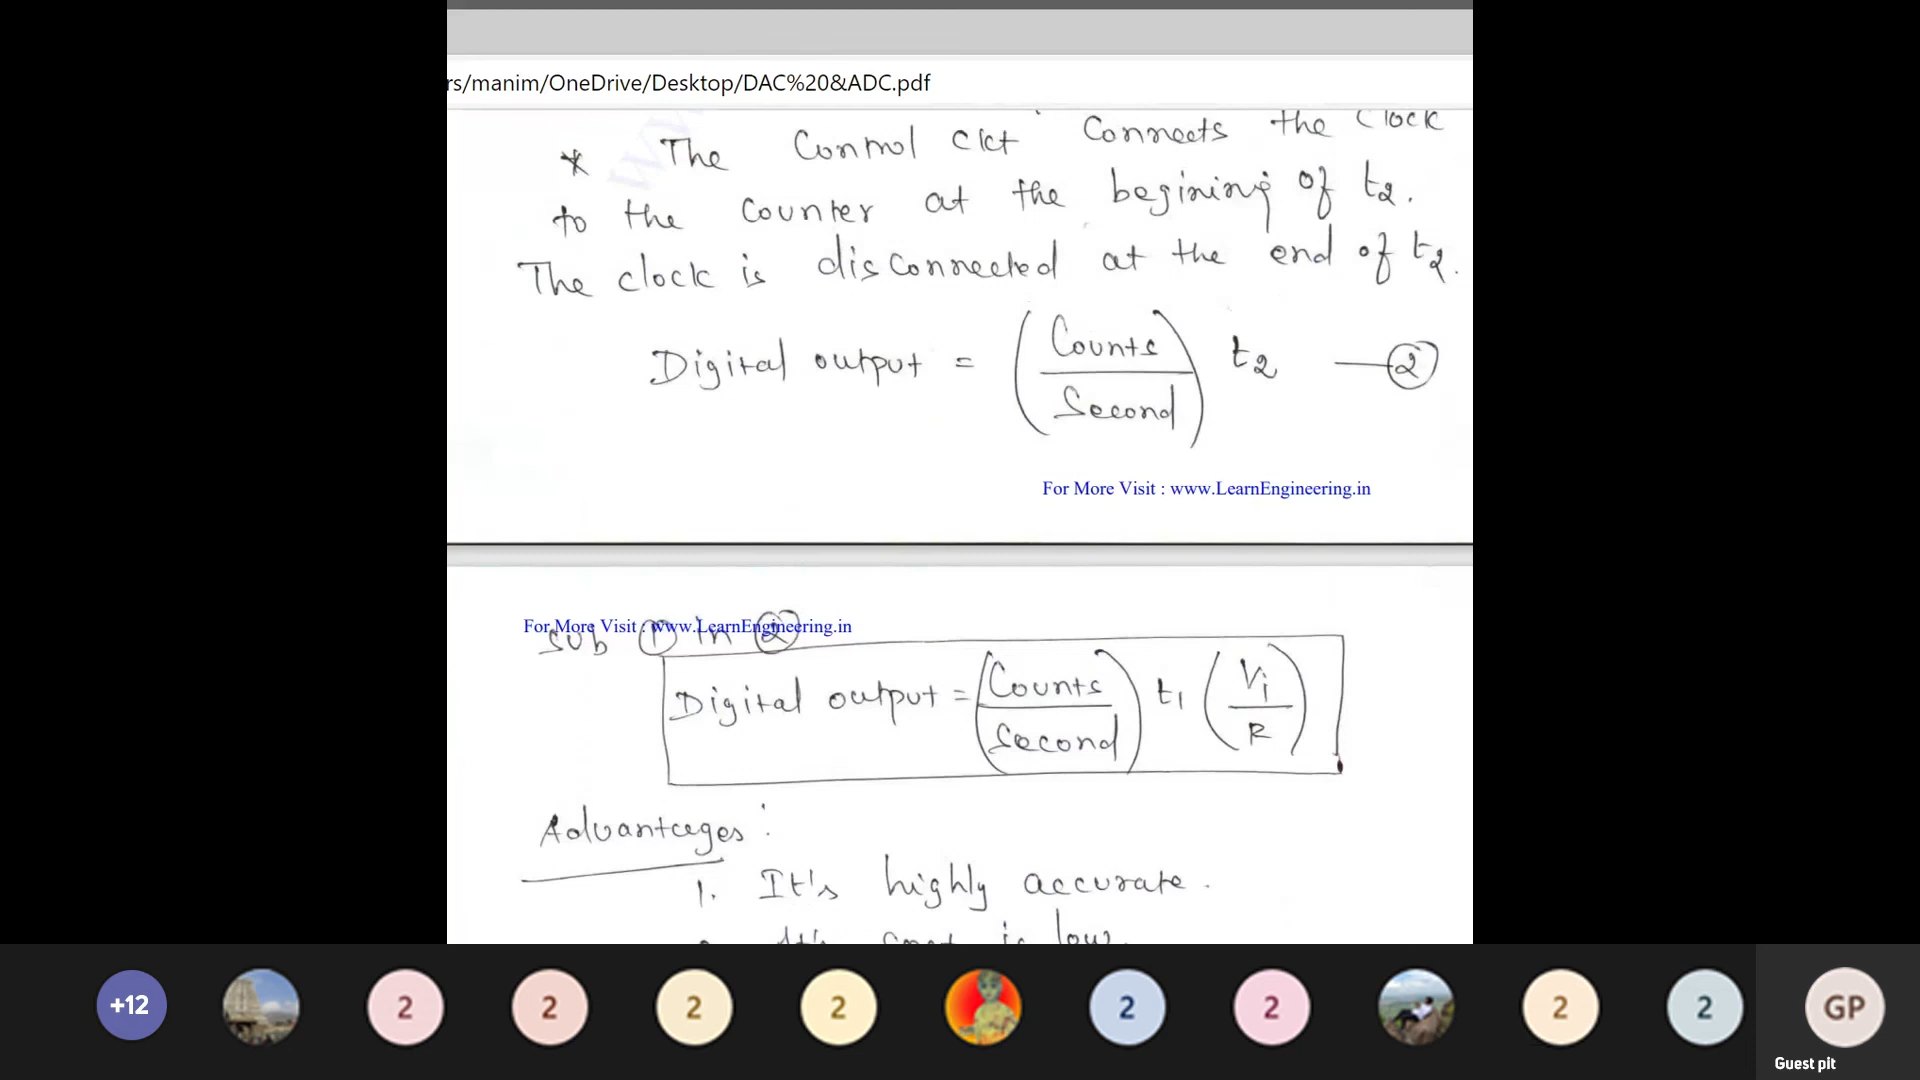 rs/manim/OneDrive/Desktop/DAC%20&ADC.pdf
* The Control ckt Connects the Clock
to the Counter at the begining of t2.
The clock is disconnected at the end of t2.
Digital output = (Counts/Second) t2 —②
For More Visit : www.LearnEngineering.in
For More Visit : www.LearnEngineering.in
Sub ① in ②
Digital output = (Counts/Second) t1 (Vi/R)
Advantages :
1. It's highly accurate.
It's cost is low.
+12
2
2
2
2
2
2
2
2
GP
Guest pit